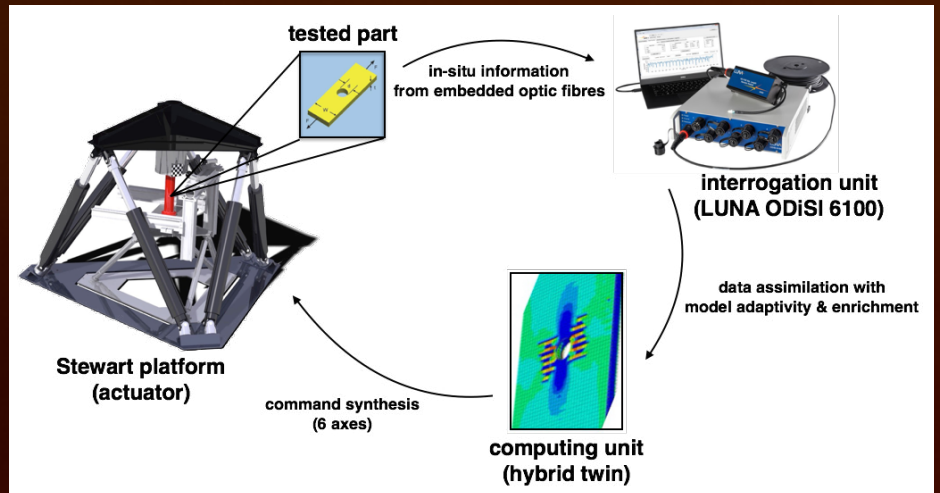 tested part
in-situ information
from embedded optic fibres
interrogation unit
(LUNA ODiSI 6100)
data assimilation with
model adaptivity & enrichment
Stewart platform
(actuator)
command synthesis
(6 axes)
computing unit
(hybrid twin)